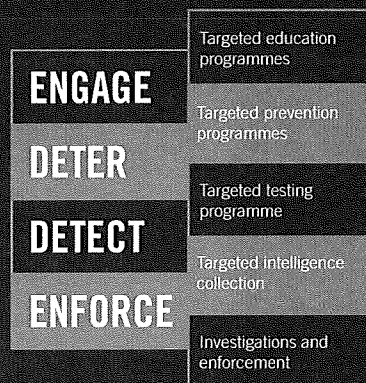 ENGAGE
DETER
DETECT
ENFORCE
Targeted education
programmes
Targeted prevention
programmes
Targeted testing
programme
Targeted intelligence
collection
Investigations and
enforcement